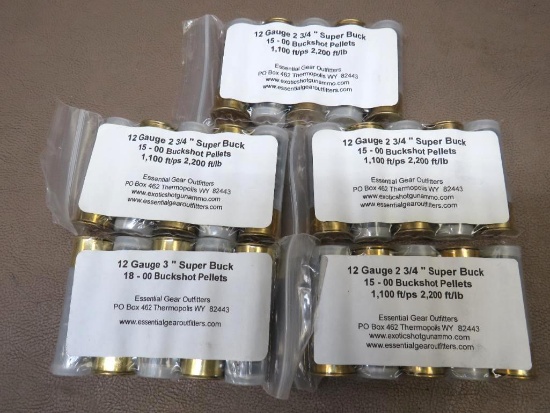 12 Gauge 2 3/4 " Super Buck
15 - 00 Buckshot Pellets
1,100 ft/ps 2,200 ft/lb
Essential Gear Outfitters
PO Box 462 Thermopolis WY 82443
www.exoticshotgunammo.com
www.essentialgearoutfitters.com
12 Gauge 2 3/4 " Super Buck
15 - 00 Buckshot Pellets
1,100 ft/ps 2,200 ft/lb
Essential Gear Outfitters
PO Box 462 Thermopolis WY 82443
www.exoticshotgunammo.com
www.essentialgearoutfitters.com
12 Gauge 2 3/4 " Super Buck
15 - 00 Buckshot Pellets
1,100 ft/ps 2,200 ft/lb
Essential Gear Outfitters
PO Box 462 Thermopolis WY 82443
www.exoticshotgunammo.com
www.essentialgearoutfitters.com
12 Gauge 3 " Super Buck
18 - 00 Buckshot Pellets
Essential Gear Outfitters
PO Box 462 Thermopolis WY 82443
www.essentialgearoutfitters.com
12 Gauge 2 3/4 " Super Buck
15 - 00 Buckshot Pellets
1,100 ft/ps 2,200 ft/lb
Essential Gear Outfitters
PO Box 462 Thermopolis WY 82443
www.exoticshotgunammo.com
www.essentialgearoutfitters.com